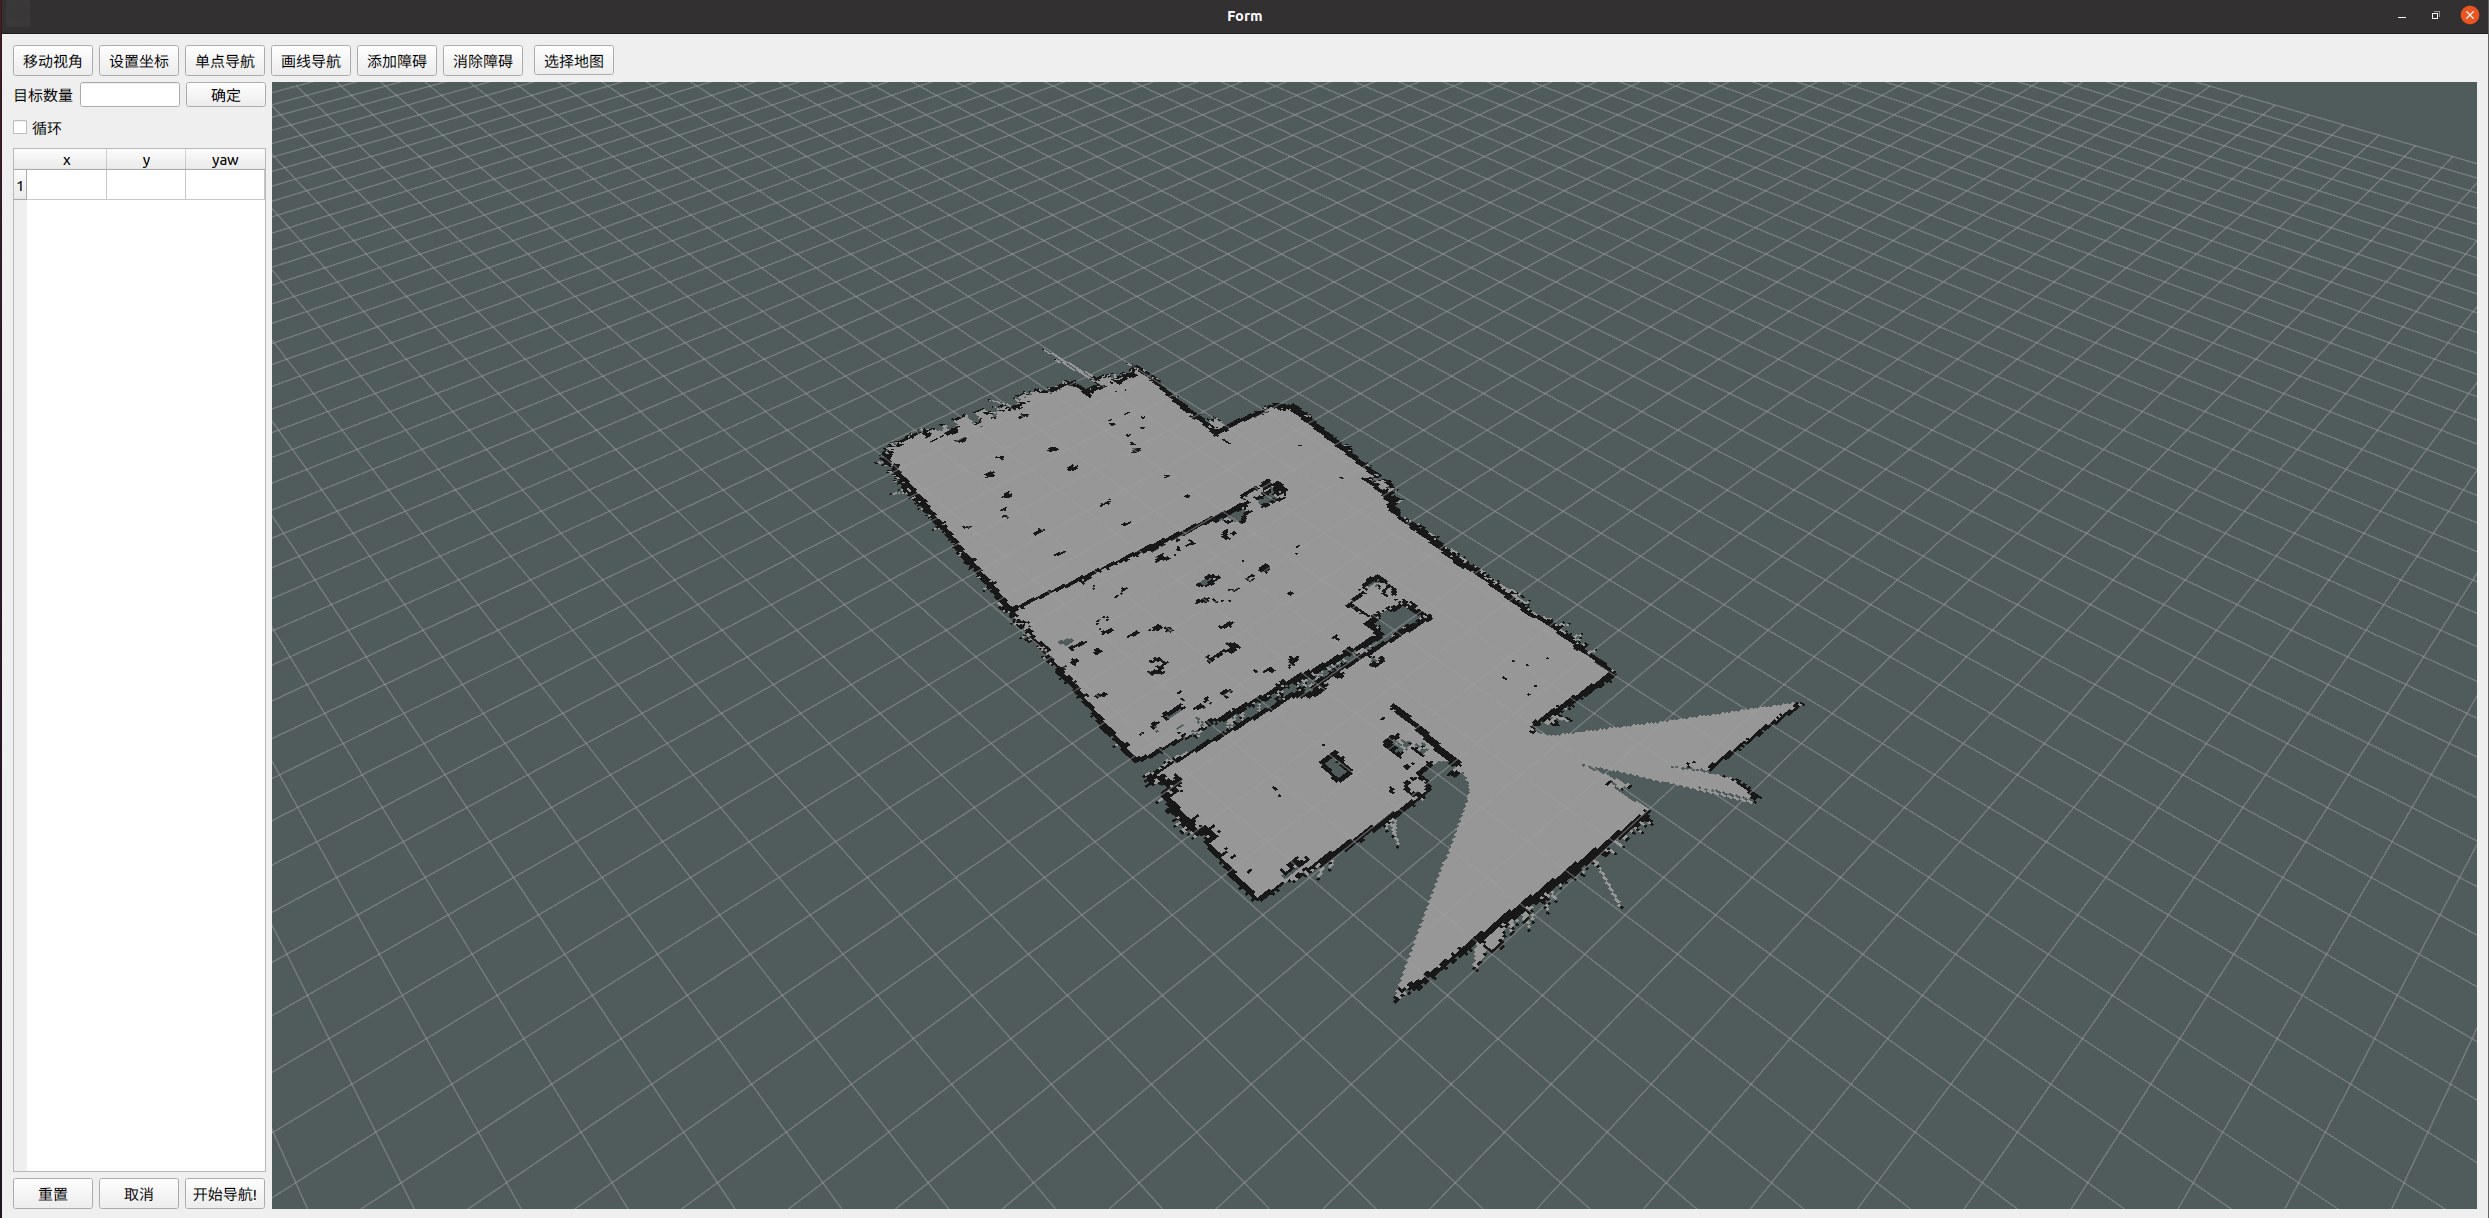 Form
移动视角 设置坐标 单点导航 画线导航 添加障碍 消除障碍 选择地图
目标数量 确定
循环
x y yaw
1
重置 取消 开始导航!